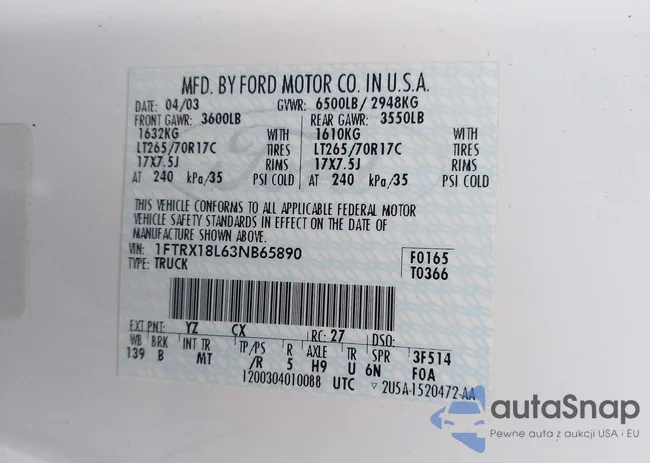 MFD. BY FORD MOTOR CO. IN U.S.A.
DATE: 04/03 GVWR: 6500LB/ 2948KG
FRONT GAWR: 3600LB REAR GAWR: 3550LB
1632KG WITH 1610KG WITH
LT265/70R17C TIRES LT265/70R17C TIRES
17X7.5J RIMS 17X7.5J RIMS
AT 240 kPa/35 PSI COLD AT 240 kPa/35 PSI COLD
THIS VEHICLE CONFORMS TO ALL APPLICABLE FEDERAL MOTOR
VEHICLE SAFETY STANDARDS IN EFFECT ON THE DATE OF
MANUFACTURE SHOWN ABOVE.
VIN: 1FTRX18L63NB65890 F0165
TYPE: TRUCK T0366
EXT PNT: YZ CX RC: 27 DSO:
WB BRK INT TR TP/PS R AXLE TR SPR 3F514
139 B MT /R 5 H9 U 6N F0A
1200304010088 UTC ▽ 2U5A-1520472-AA
autaSnap
Pewne auta z aukcji USA i EU